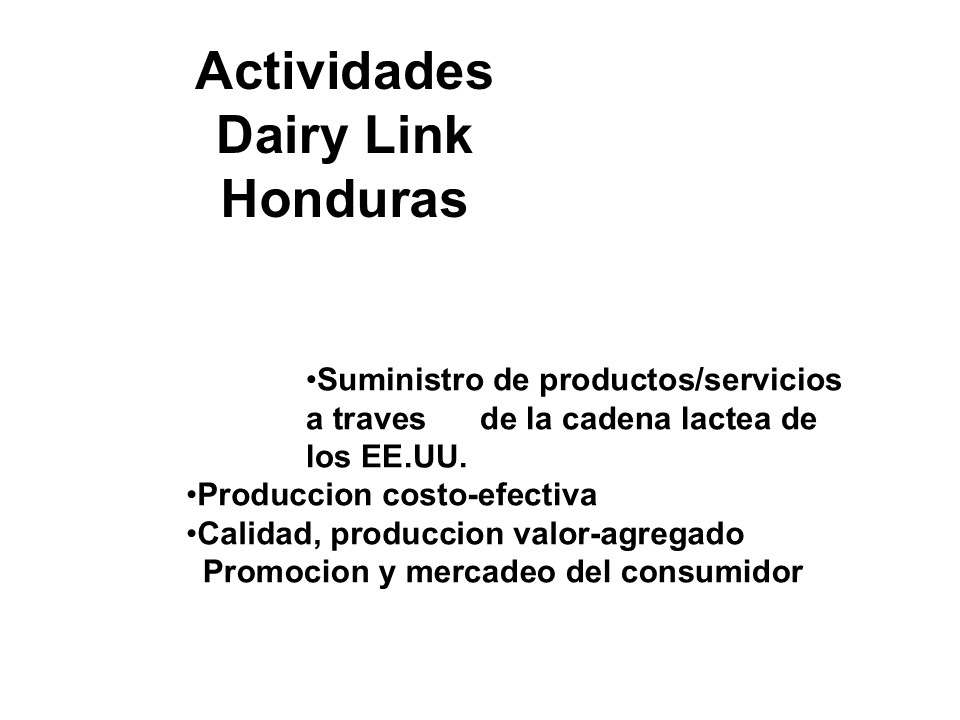 Actividades
Dairy Link
Honduras
•Suministro de productos/servicios
a traves de la cadena lactea de
los EE.UU.
•Produccion costo-efectiva
•Calidad, produccion valor-agregado
Promocion y mercadeo del consumidor